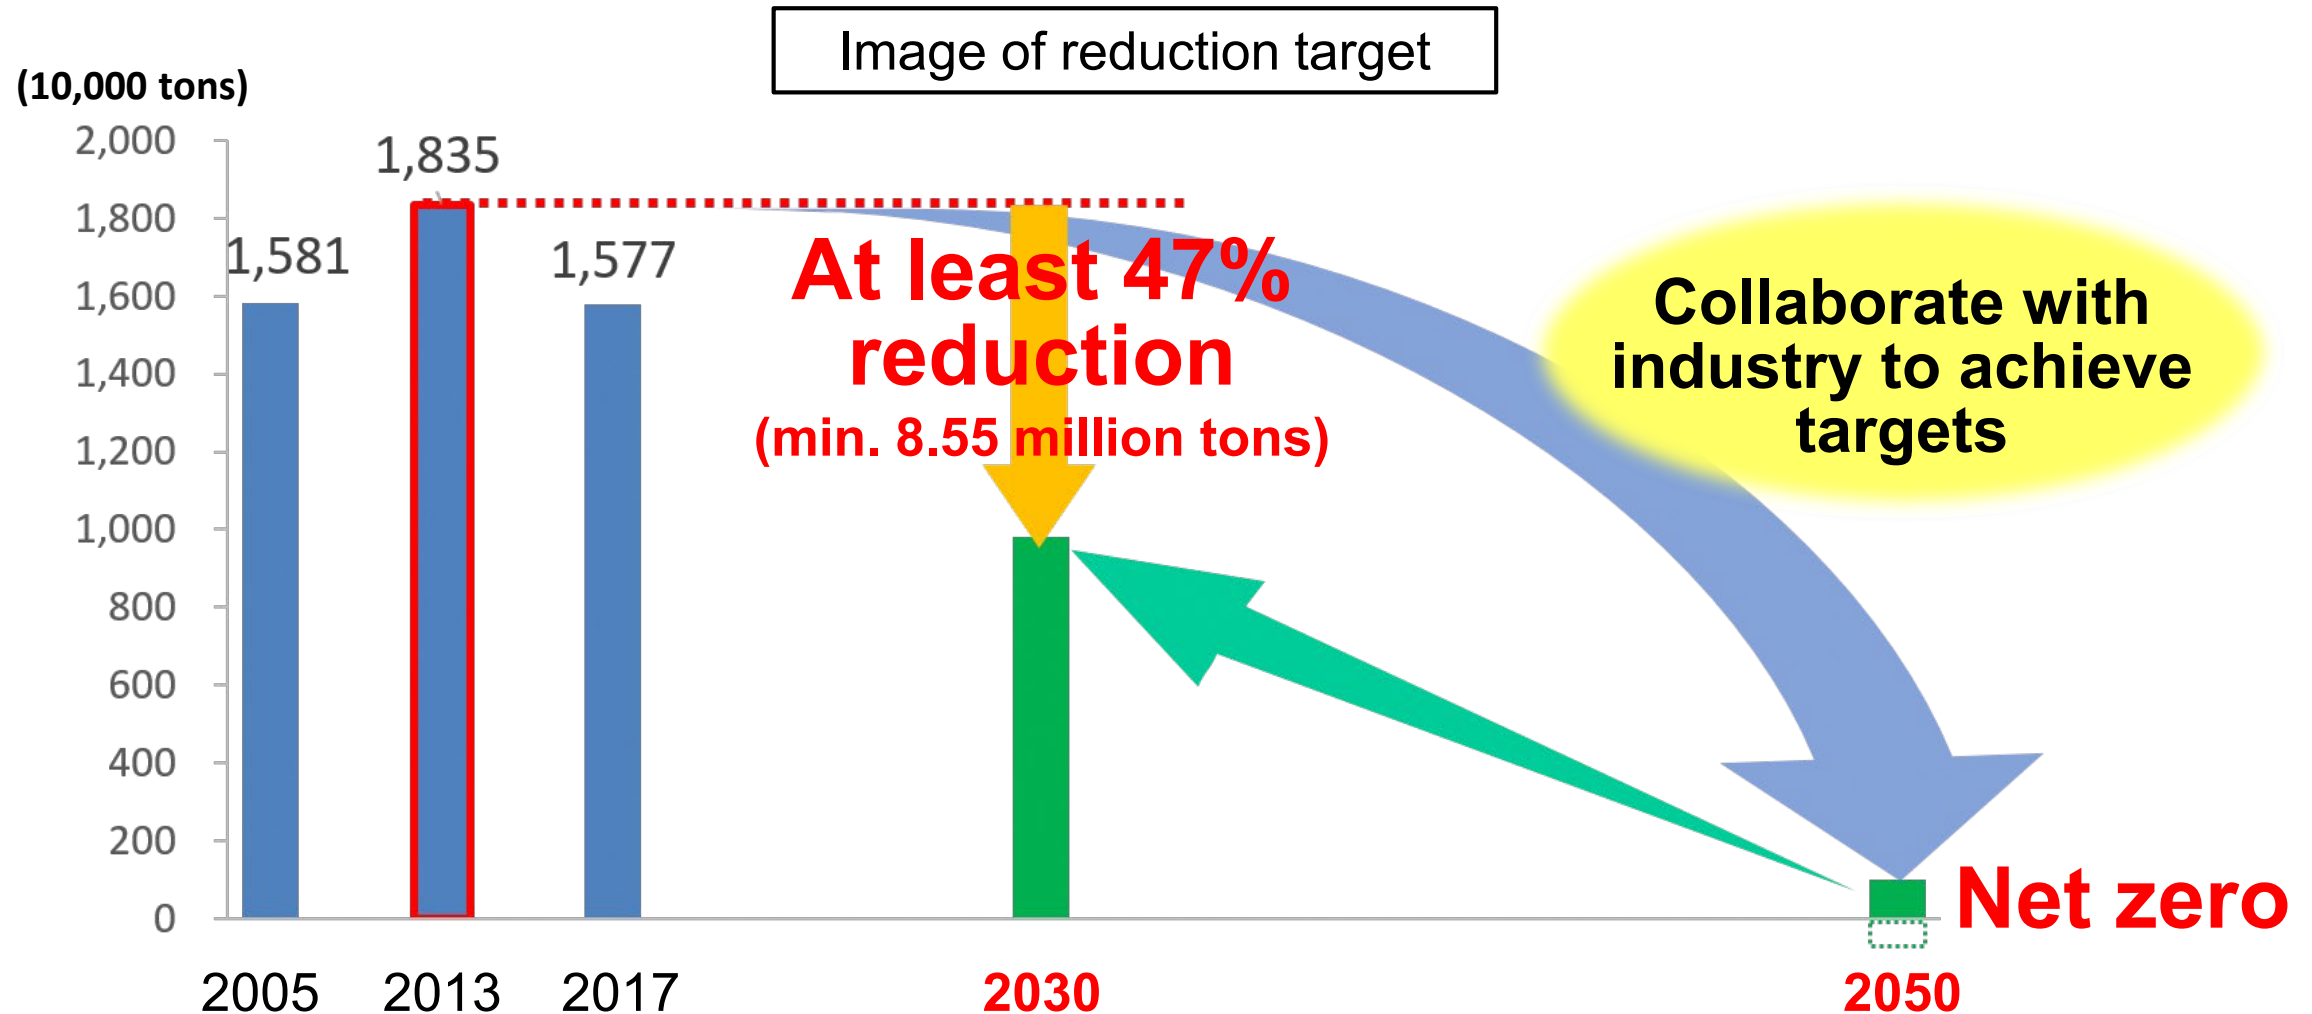 Image of reduction target
(10,000 tons)
2,000
1,800
1,600
1,400
1,200
1,000
800
600
400
200
0
1,581
1,835
1,577
At least 47%
reduction
(min. 8.55 million tons)
Collaborate with
industry to achieve
targets
Net zero
2005
2013
2017
2030
2050